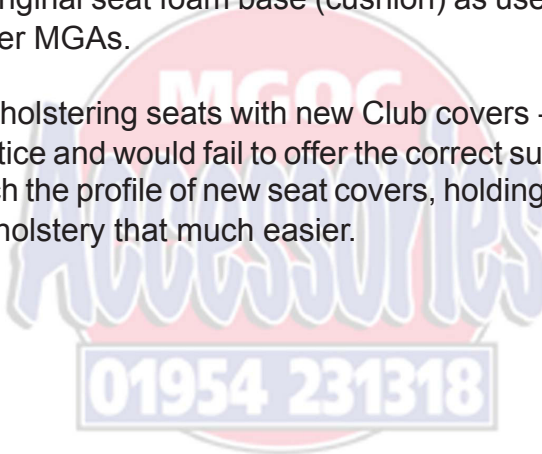 riginal seat foam base (cushion) as use
er MGAs.
holstering seats with new Club covers -
tice and would fail to offer the correct su
h the profile of new seat covers, holding
holstery that much easier.
MGOC
Accessories
01954 231318